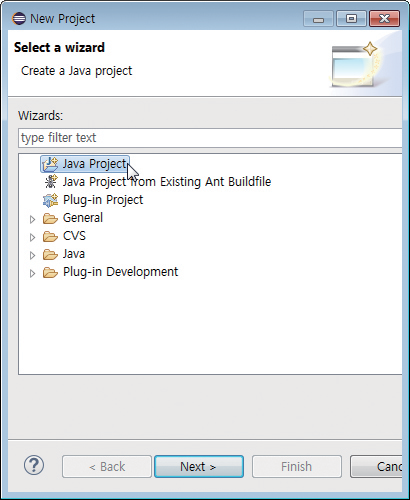 New Project
Select a wizard
Create a Java project
Wizards:
type filter text
Java Project
Java Project from Existing Ant Buildfile
Plug-in Project
General
CVS
Java
Plug-in Development
? < Back Next > Finish Canc